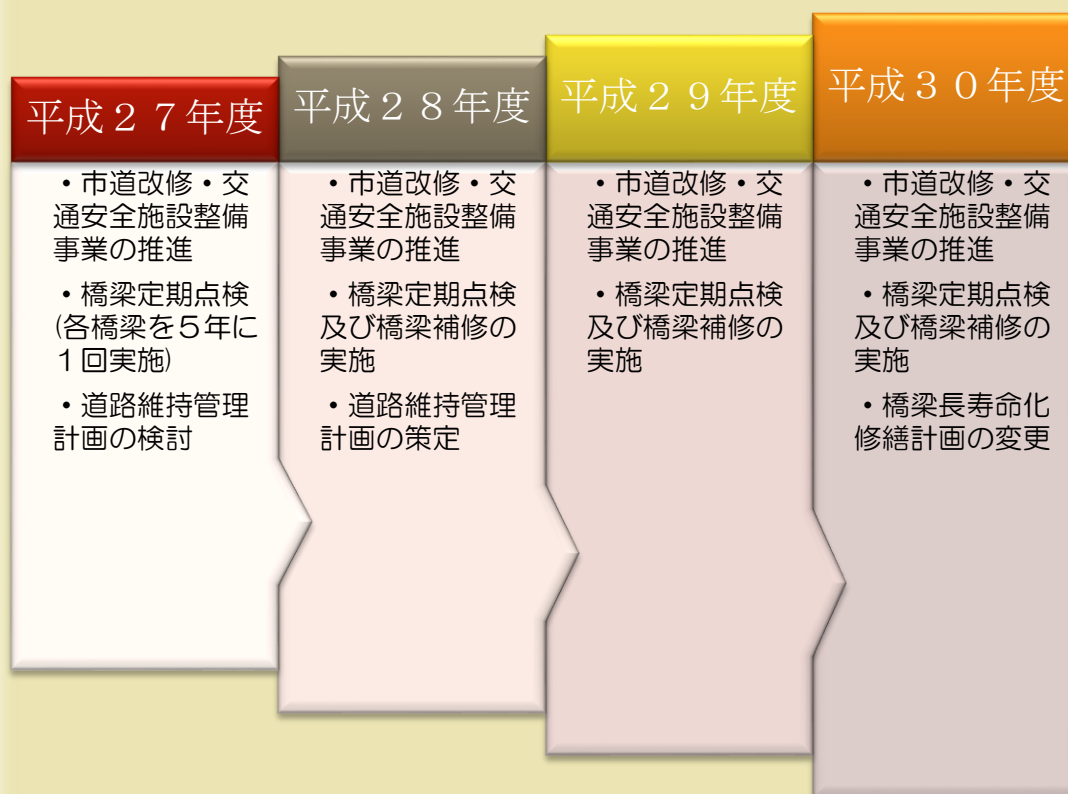 平成２７年度
・市道改修・交
通安全施設整備
事業の推進
・橋梁定期点検
(各橋梁を５年に
１回実施)
・道路維持管理
計画の検討
平成２８年度
・市道改修・交
通安全施設整備
事業の推進
・橋梁定期点検
及び橋梁補修の
実施
・道路維持管理
計画の策定
平成２９年度
・市道改修・交
通安全施設整備
事業の推進
・橋梁定期点検
及び橋梁補修の
実施
平成３０年度
・市道改修・交
通安全施設整備
事業の推進
・橋梁定期点検
及び橋梁補修の
実施
・橋梁長寿命化
修繕計画の変更